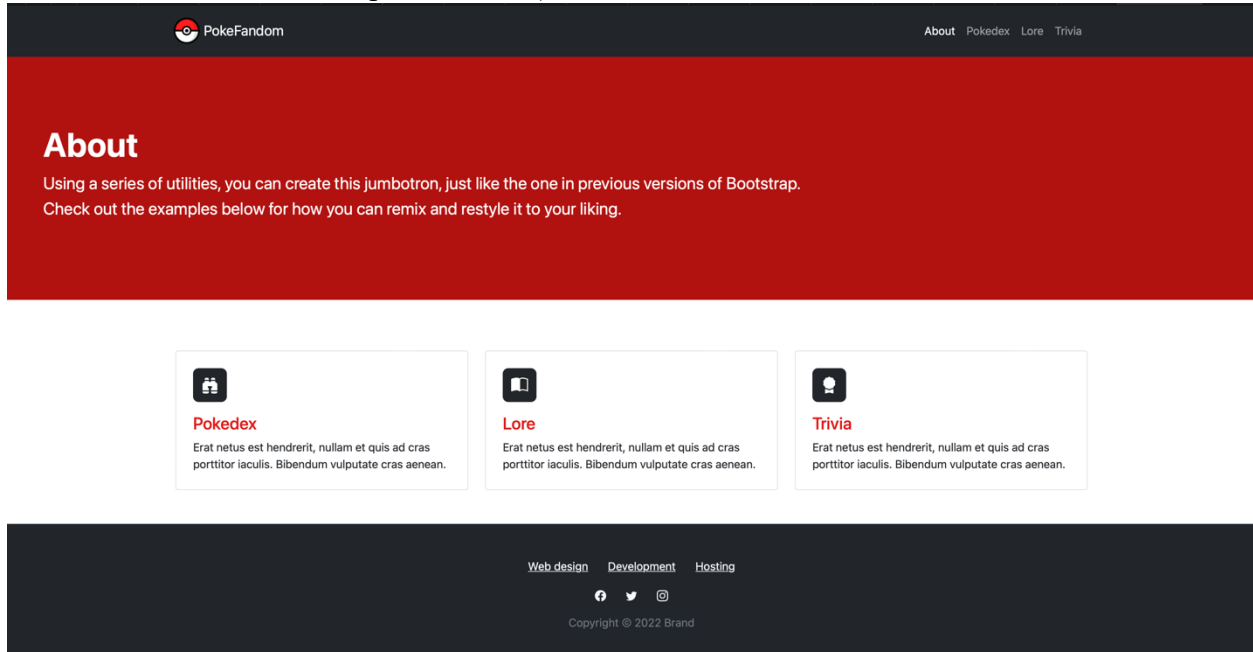 PokeFandom
About Pokedex Lore Trivia
About
Using a series of utilities, you can create this jumbotron, just like the one in previous versions of Bootstrap.
Check out the examples below for how you can remix and restyle it to your liking.
Pokedex
Erat netus est hendrerit, nullam et quis ad cras
porttitor iaculis. Bibendum vulputate cras aenean.
Lore
Erat netus est hendrerit, nullam et quis ad cras
porttitor iaculis. Bibendum vulputate cras aenean.
Trivia
Erat netus est hendrerit, nullam et quis ad cras
porttitor iaculis. Bibendum vulputate cras aenean.
Web design Development Hosting
Copyright © 2022 Brand